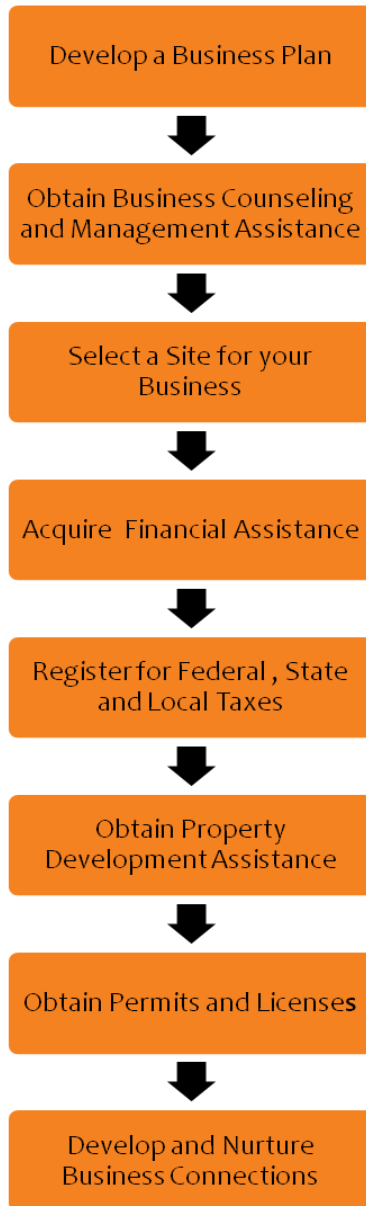 Develop a Business Plan
Obtain Business Counseling
and Management Assistance
Select a Site for your
Business
Acquire Financial Assistance
Register for Federal , State
and Local Taxes
Obtain Property
Development Assistance
Obtain Permits and Licenses
Develop and Nurture
Business Connections